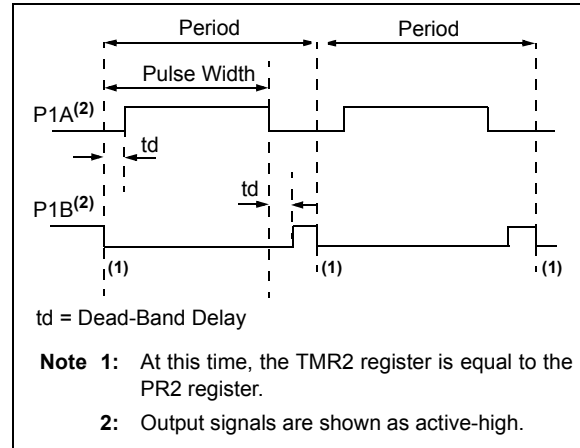 Period
Period
Pulse Width
P1A(2)
td
td
P1B(2)
(1)
(1)
(1)
td = Dead-Band Delay
Note 1: At this time, the TMR2 register is equal to the
PR2 register.
2: Output signals are shown as active-high.